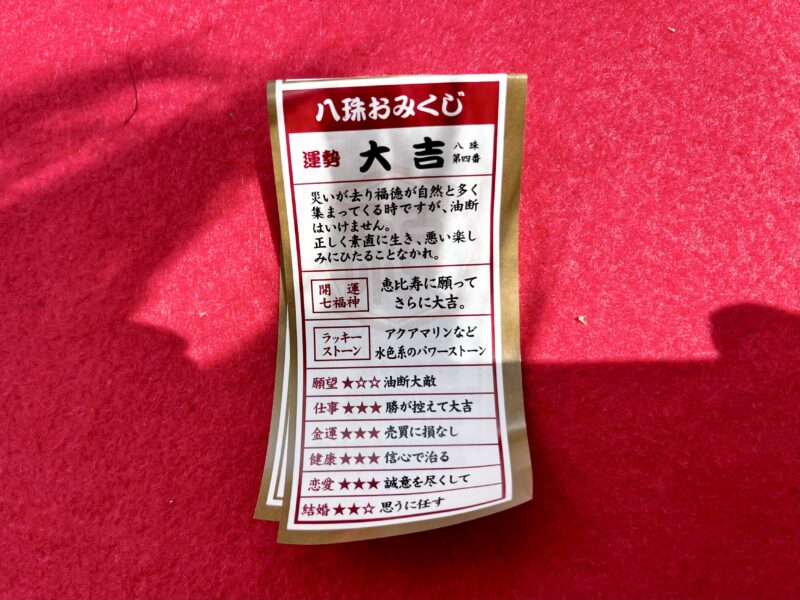 八珠おみくじ
運勢 大吉 八珠 第四番
災いが去り福徳が自然と多く
集まってくる時ですが、油断
はいけません。
正しく素直に生き、悪い楽し
みにひたることなかれ。
開運
七福神
恵比寿に願って
さらに大吉。
ラッキー
ストーン
アクアマリンなど
水色系のパワーストーン
願望 ★☆☆ 油断大敵
仕事 ★★★ 勝が控えて大吉
金運 ★★★ 売買に損なし
健康 ★★★ 信心で治る
恋愛 ★★★ 誠意を尽くして
結婚 ★★☆ 思うに任す